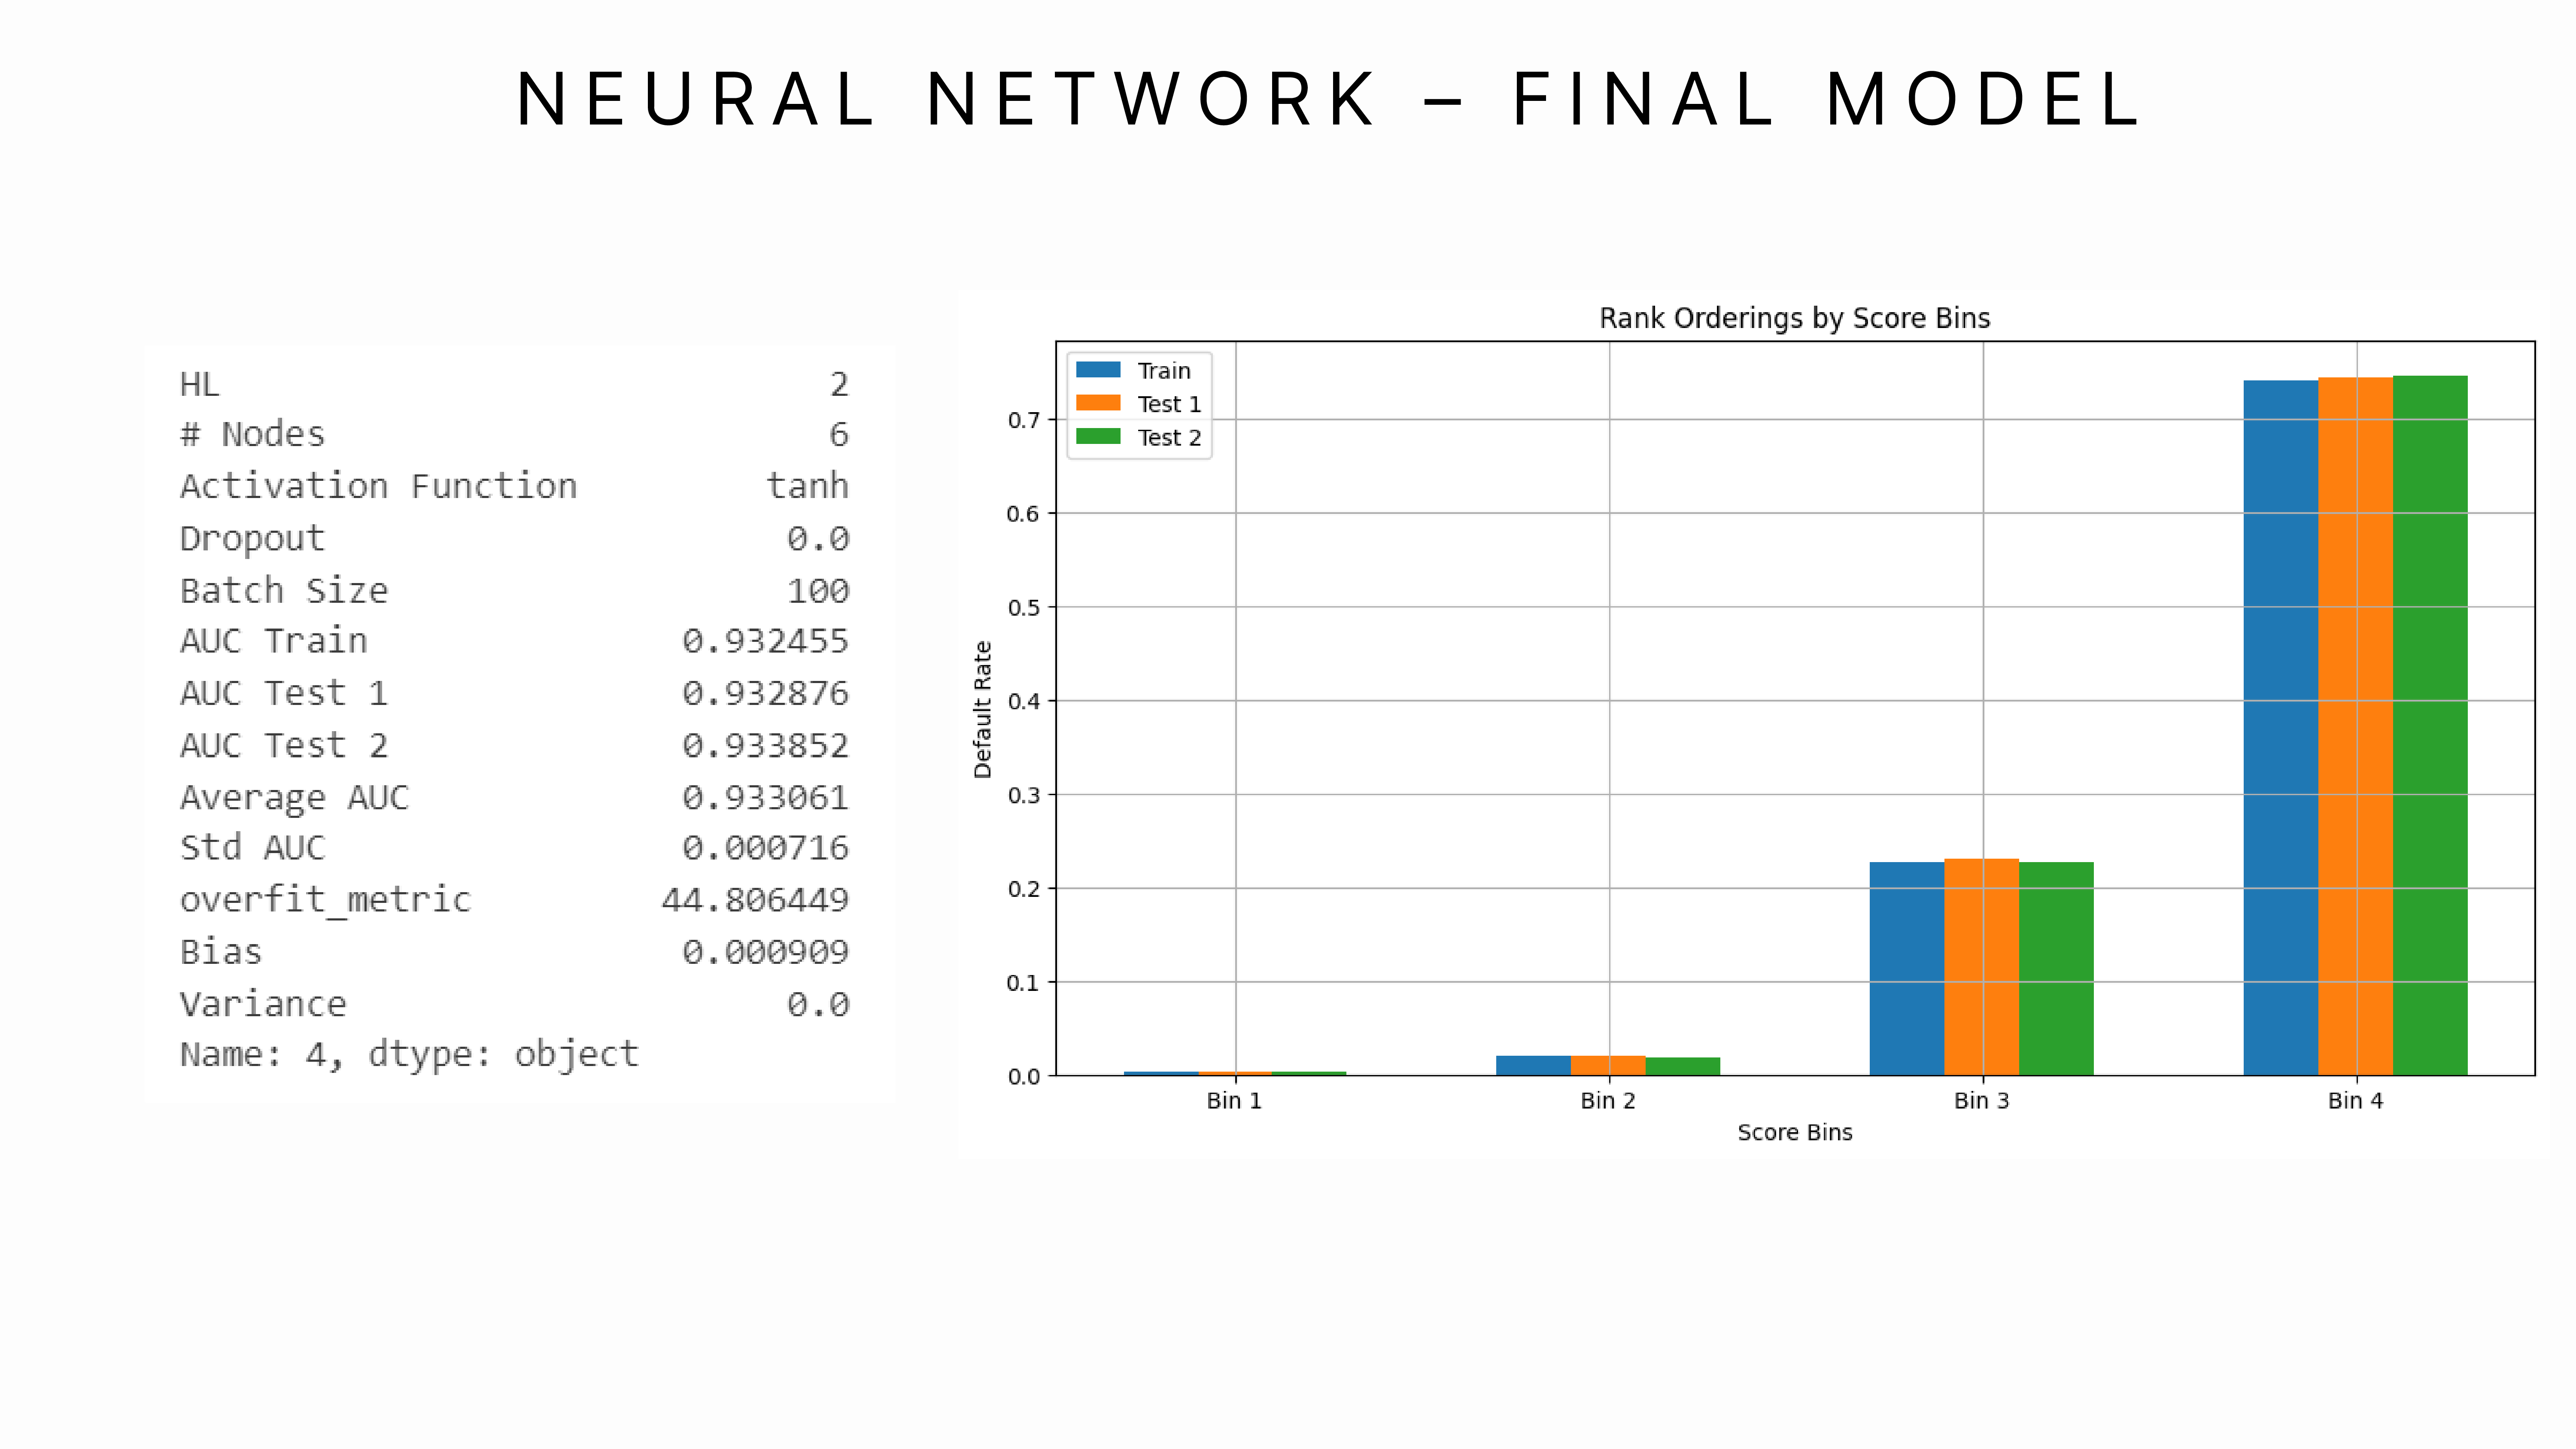 NEURAL NETWORK – FINAL MODEL
HL 2
# Nodes 6
Activation Function tanh
Dropout 0.0
Batch Size 100
AUC Train 0.932455
AUC Test 1 0.932876
AUC Test 2 0.933852
Average AUC 0.933061
Std AUC 0.000716
overfit_metric 44.806449
Bias 0.000909
Variance 0.0
Name: 4, dtype: object
Rank Orderings by Score Bins
Train
Test 1
Test 2
Default Rate
0.7
0.6
0.5
0.4
0.3
0.2
0.1
0.0
Bin 1 Bin 2 Bin 3 Bin 4
Score Bins